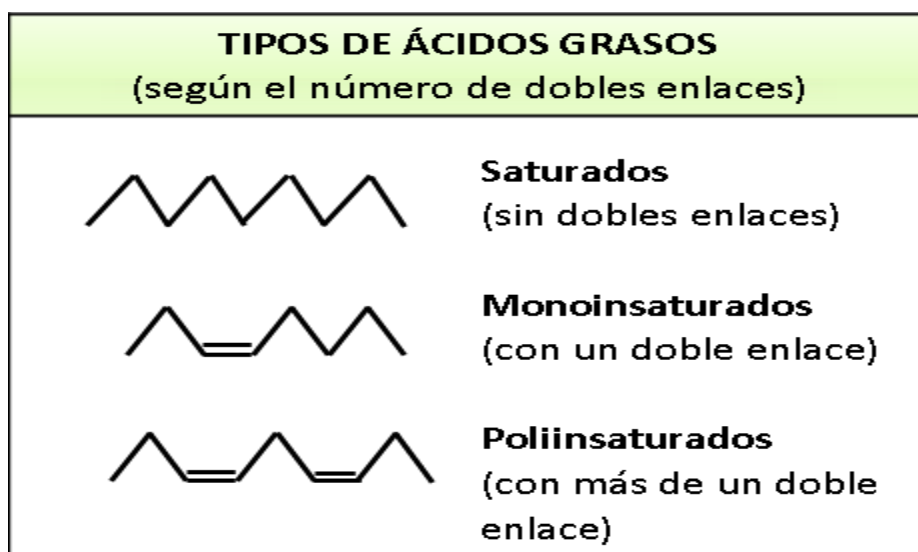 TIPOS DE ÁCIDOS GRASOS
(según el número de dobles enlaces)
Saturados
(sin dobles enlaces)
Monoinsaturados
(con un doble enlace)
Poliinsaturados
(con más de un doble
enlace)